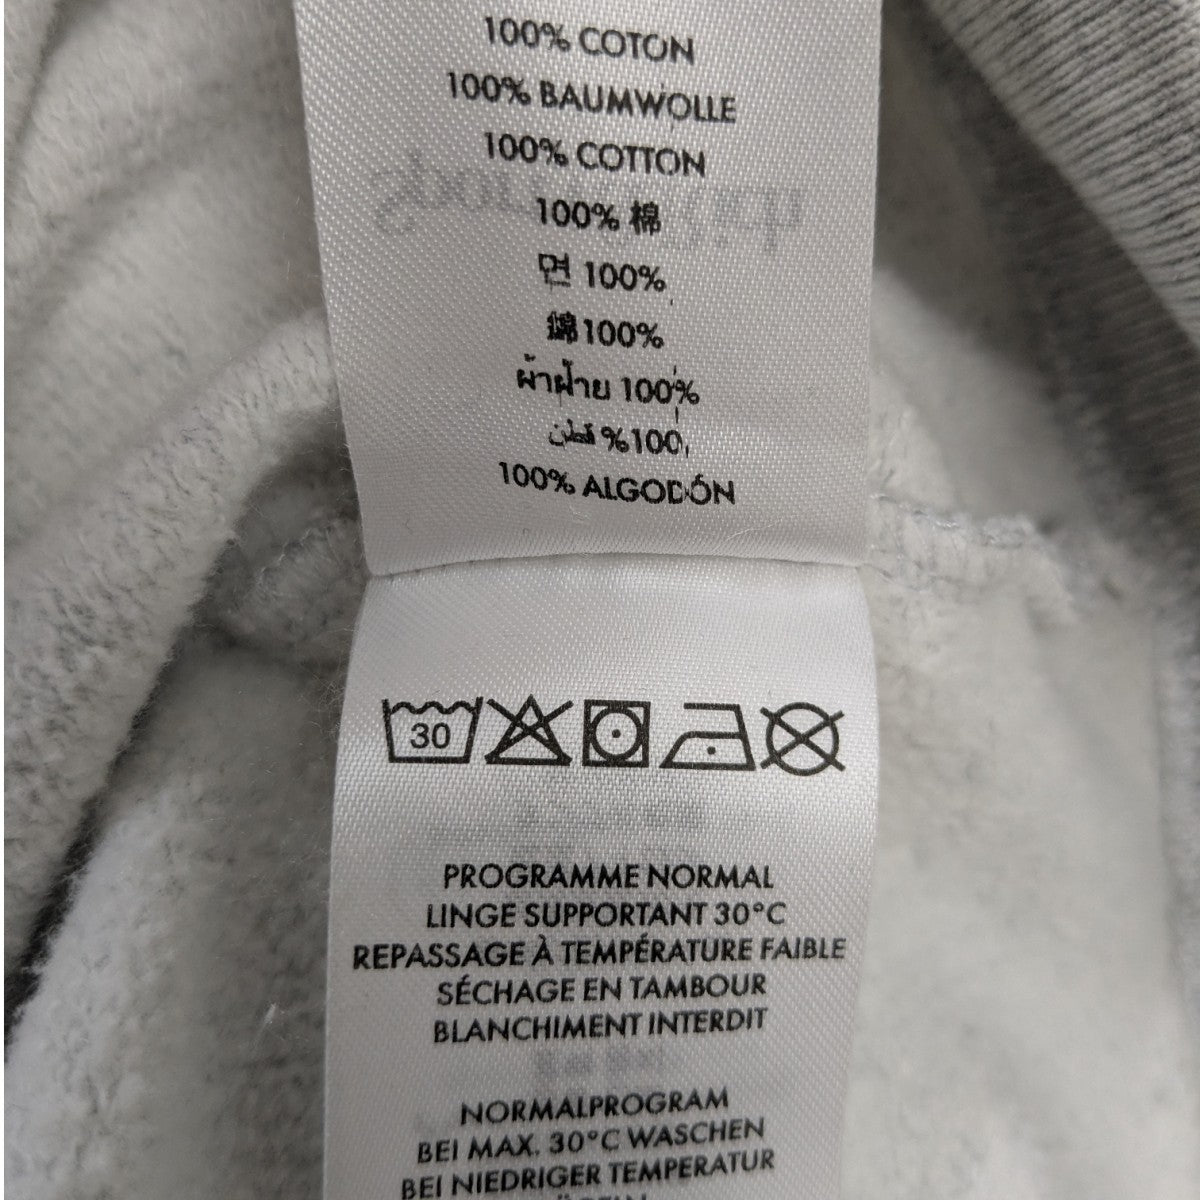 100% COTON
100% BAUMWOLLE
100% COTTON
100% 棉
면 100%
綿100%
ผ้าฝ้าย 100%
قطن %100
100% ALGODÓN
30
PROGRAMME NORMAL
LINGE SUPPORTANT 30°C
REPASSAGE À TEMPÉRATURE FAIBLE
SÉCHAGE EN TAMBOUR
BLANCHIMENT INTERDIT
NORMALPROGRAM
BEI MAX. 30°C WASCHEN
BEI NIEDRIGER TEMPERATUR